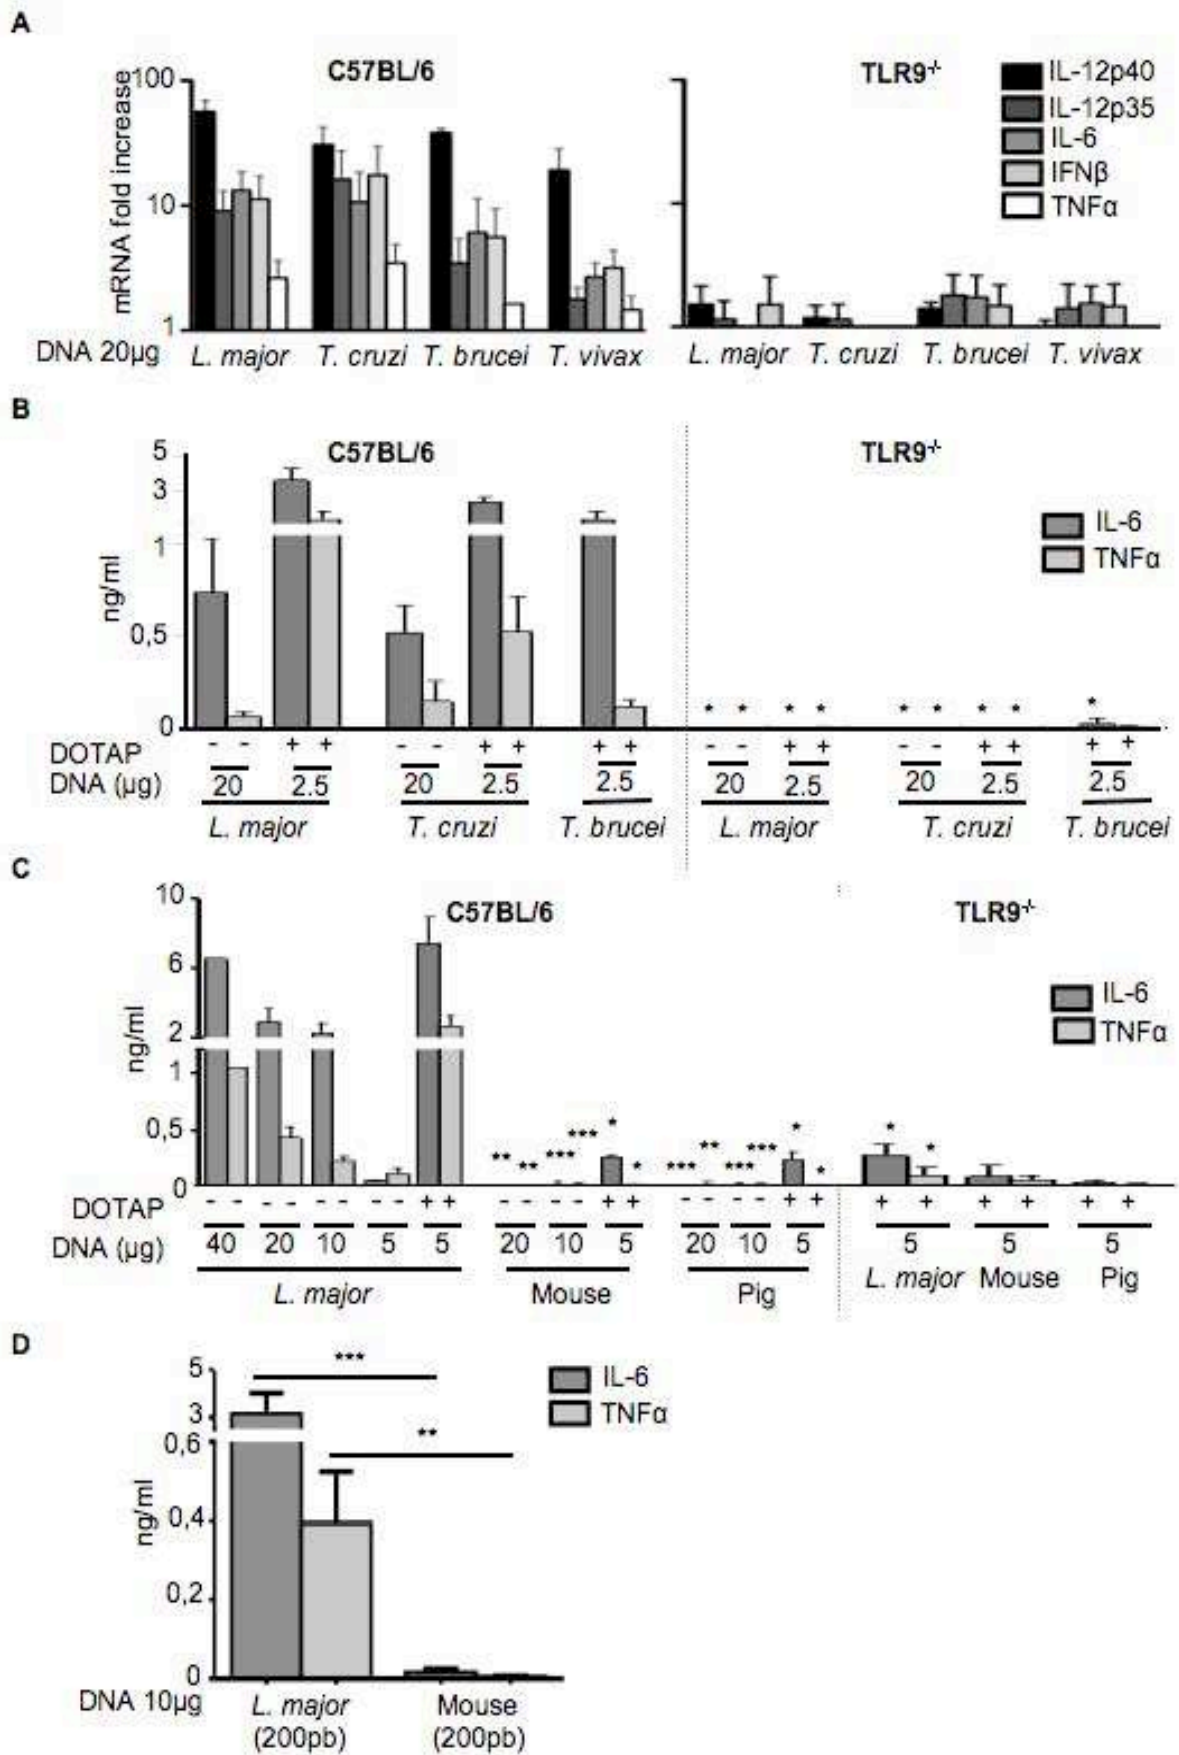 A
C57BL/6
TLR9-/-
mRNA fold increase
100
10
1
IL-12p40
IL-12p35
IL-6
IFNβ
TNFα
DNA 20µg
L. major T. cruzi T. brucei T. vivax
L. major T. cruzi T. brucei T. vivax
B
C57BL/6
TLR9-/-
ng/ml
5
3
1
0,5
0
IL-6
TNFα
* * * * * * * * *
DOTAP - - + + - - + + + + - - + + - - + + + +
DNA (µg) 20 2.5 20 2.5 2.5 20 2.5 20 2.5 2.5
L. major T. cruzi T. brucei L. major T. cruzi T. brucei
C
C57BL/6
TLR9-/-
ng/ml
10
6
2
1
0,5
0
IL-6
TNFα
** ** *** *** * * *** ** *** *** * * * *
DOTAP - - - - - - - - + + - - - - + + - - - - + + + + + + + +
DNA (µg) 40 20 10 5 5 20 10 5 20 10 5 5 5 5
L. major Mouse Pig L. major Mouse Pig
D
ng/ml
5
3
0,6
0,4
0,2
0
***
**
IL-6
TNFα
DNA 10µg
L. major Mouse
(200pb) (200pb)